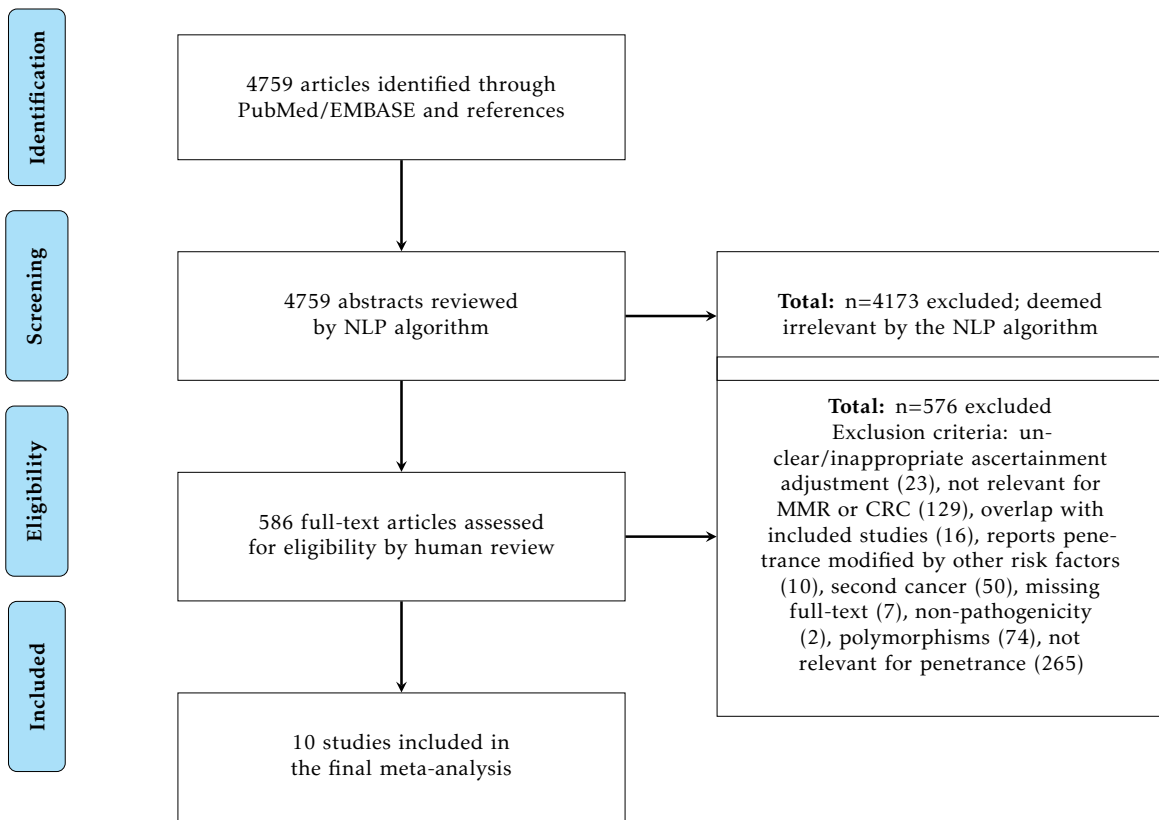 Identification
4759 articles identified through
PubMed/EMBASE and references
Screening
4759 abstracts reviewed
by NLP algorithm
Total: n=4173 excluded; deemed
irrelevant by the NLP algorithm
Eligibility
586 full-text articles assessed
for eligibility by human review
Total: n=576 excluded
Exclusion criteria: un-
clear/inappropriate ascertainment
adjustment (23), not relevant for
MMR or CRC (129), overlap with
included studies (16), reports pene-
trance modified by other risk factors
(10), second cancer (50), missing
full-text (7), non-pathogenicity
(2), polymorphisms (74), not
relevant for penetrance (265)
Included
10 studies included in
the final meta-analysis